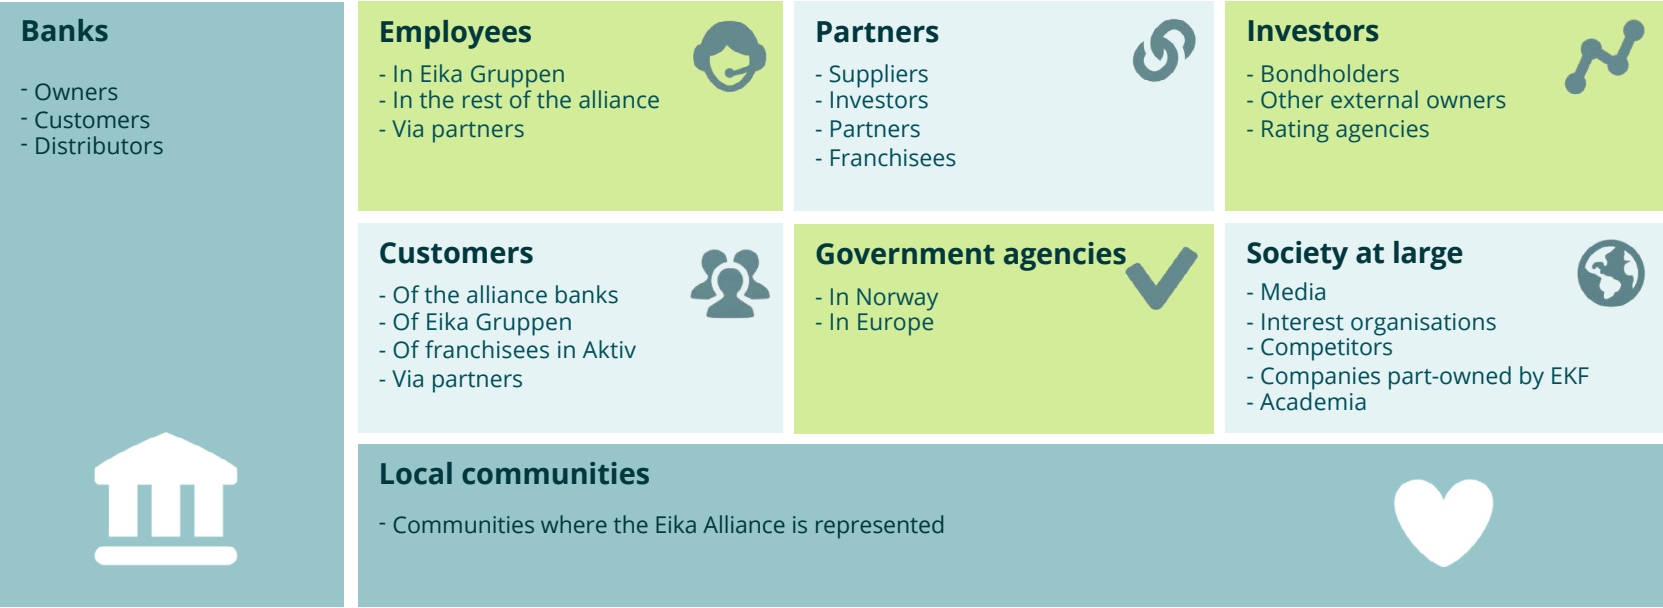 Banks
- Owners
- Customers
- Distributors
Employees
- In Eika Gruppen
- In the rest of the alliance
- Via partners
Partners
- Suppliers
- Investors
- Partners
- Franchisees
Investors
- Bondholders
- Other external owners
- Rating agencies
Customers
- Of the alliance banks
- Of Eika Gruppen
- Of franchisees in Aktiv
- Via partners
Government agencies
- In Norway
- In Europe
Society at large
- Media
- Interest organisations
- Competitors
- Companies part-owned by EKF
- Academia
Local communities
- Communities where the Eika Alliance is represented